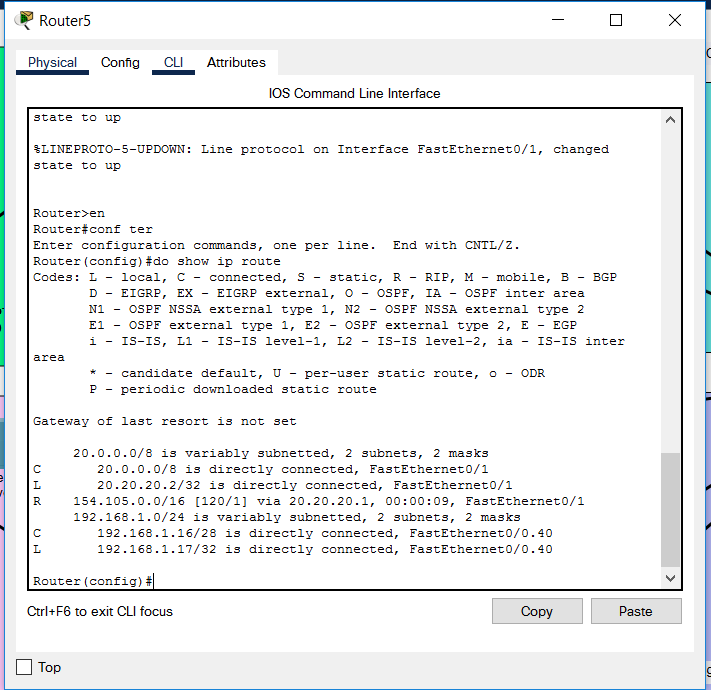 Router5
Physical Config CLI Attributes
IOS Command Line Interface
state to up
%LINEPROTO-5-UPDOWN: Line protocol on Interface FastEthernet0/1, changed
state to up
Router>en
Router#conf ter
Enter configuration commands, one per line.  End with CNTL/Z.
Router(config)#do show ip route
Codes: L - local, C - connected, S - static, R - RIP, M - mobile, B - BGP
       D - EIGRP, EX - EIGRP external, O - OSPF, IA - OSPF inter area
       N1 - OSPF NSSA external type 1, N2 - OSPF NSSA external type 2
       E1 - OSPF external type 1, E2 - OSPF external type 2, E - EGP
       i - IS-IS, L1 - IS-IS level-1, L2 - IS-IS level-2, ia - IS-IS inter
area
       * - candidate default, U - per-user static route, o - ODR
       P - periodic downloaded static route
Gateway of last resort is not set
     20.0.0.0/8 is variably subnetted, 2 subnets, 2 masks
C       20.0.0.0/8 is directly connected, FastEthernet0/1
L       20.20.20.2/32 is directly connected, FastEthernet0/1
R    154.105.0.0/16 [120/1] via 20.20.20.1, 00:00:09, FastEthernet0/1
     192.168.1.0/24 is variably subnetted, 2 subnets, 2 masks
C       192.168.1.16/28 is directly connected, FastEthernet0/0.40
L       192.168.1.17/32 is directly connected, FastEthernet0/0.40
Router(config)#
Ctrl+F6 to exit CLI focus
Copy Paste
Top